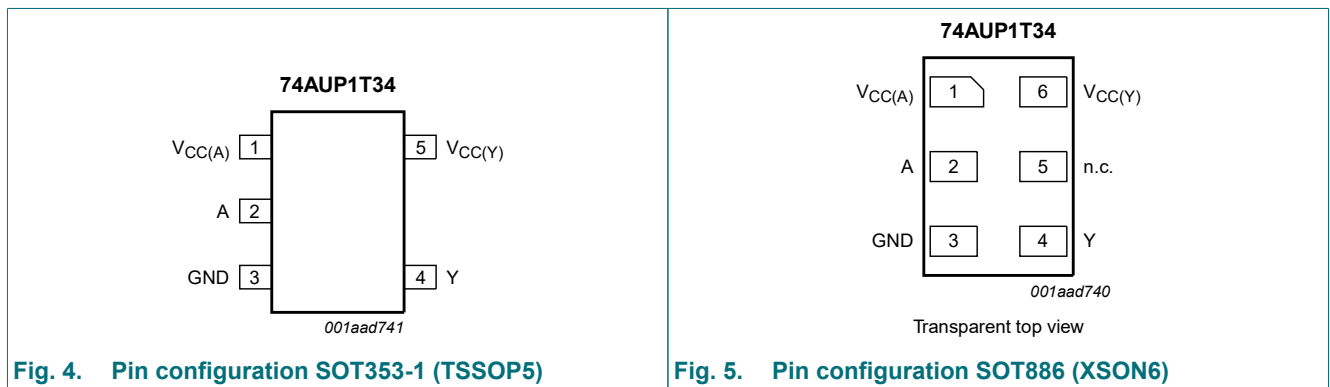 74AUP1T34
VCC(A) 1 5 VCC(Y)
A 2
GND 3 4 Y
001aad741
Fig. 4. Pin configuration SOT353-1 (TSSOP5)
74AUP1T34
VCC(A) 1 6 VCC(Y)
A 2 5 n.c.
GND 3 4 Y
001aad740
Transparent top view
Fig. 5. Pin configuration SOT886 (XSON6)